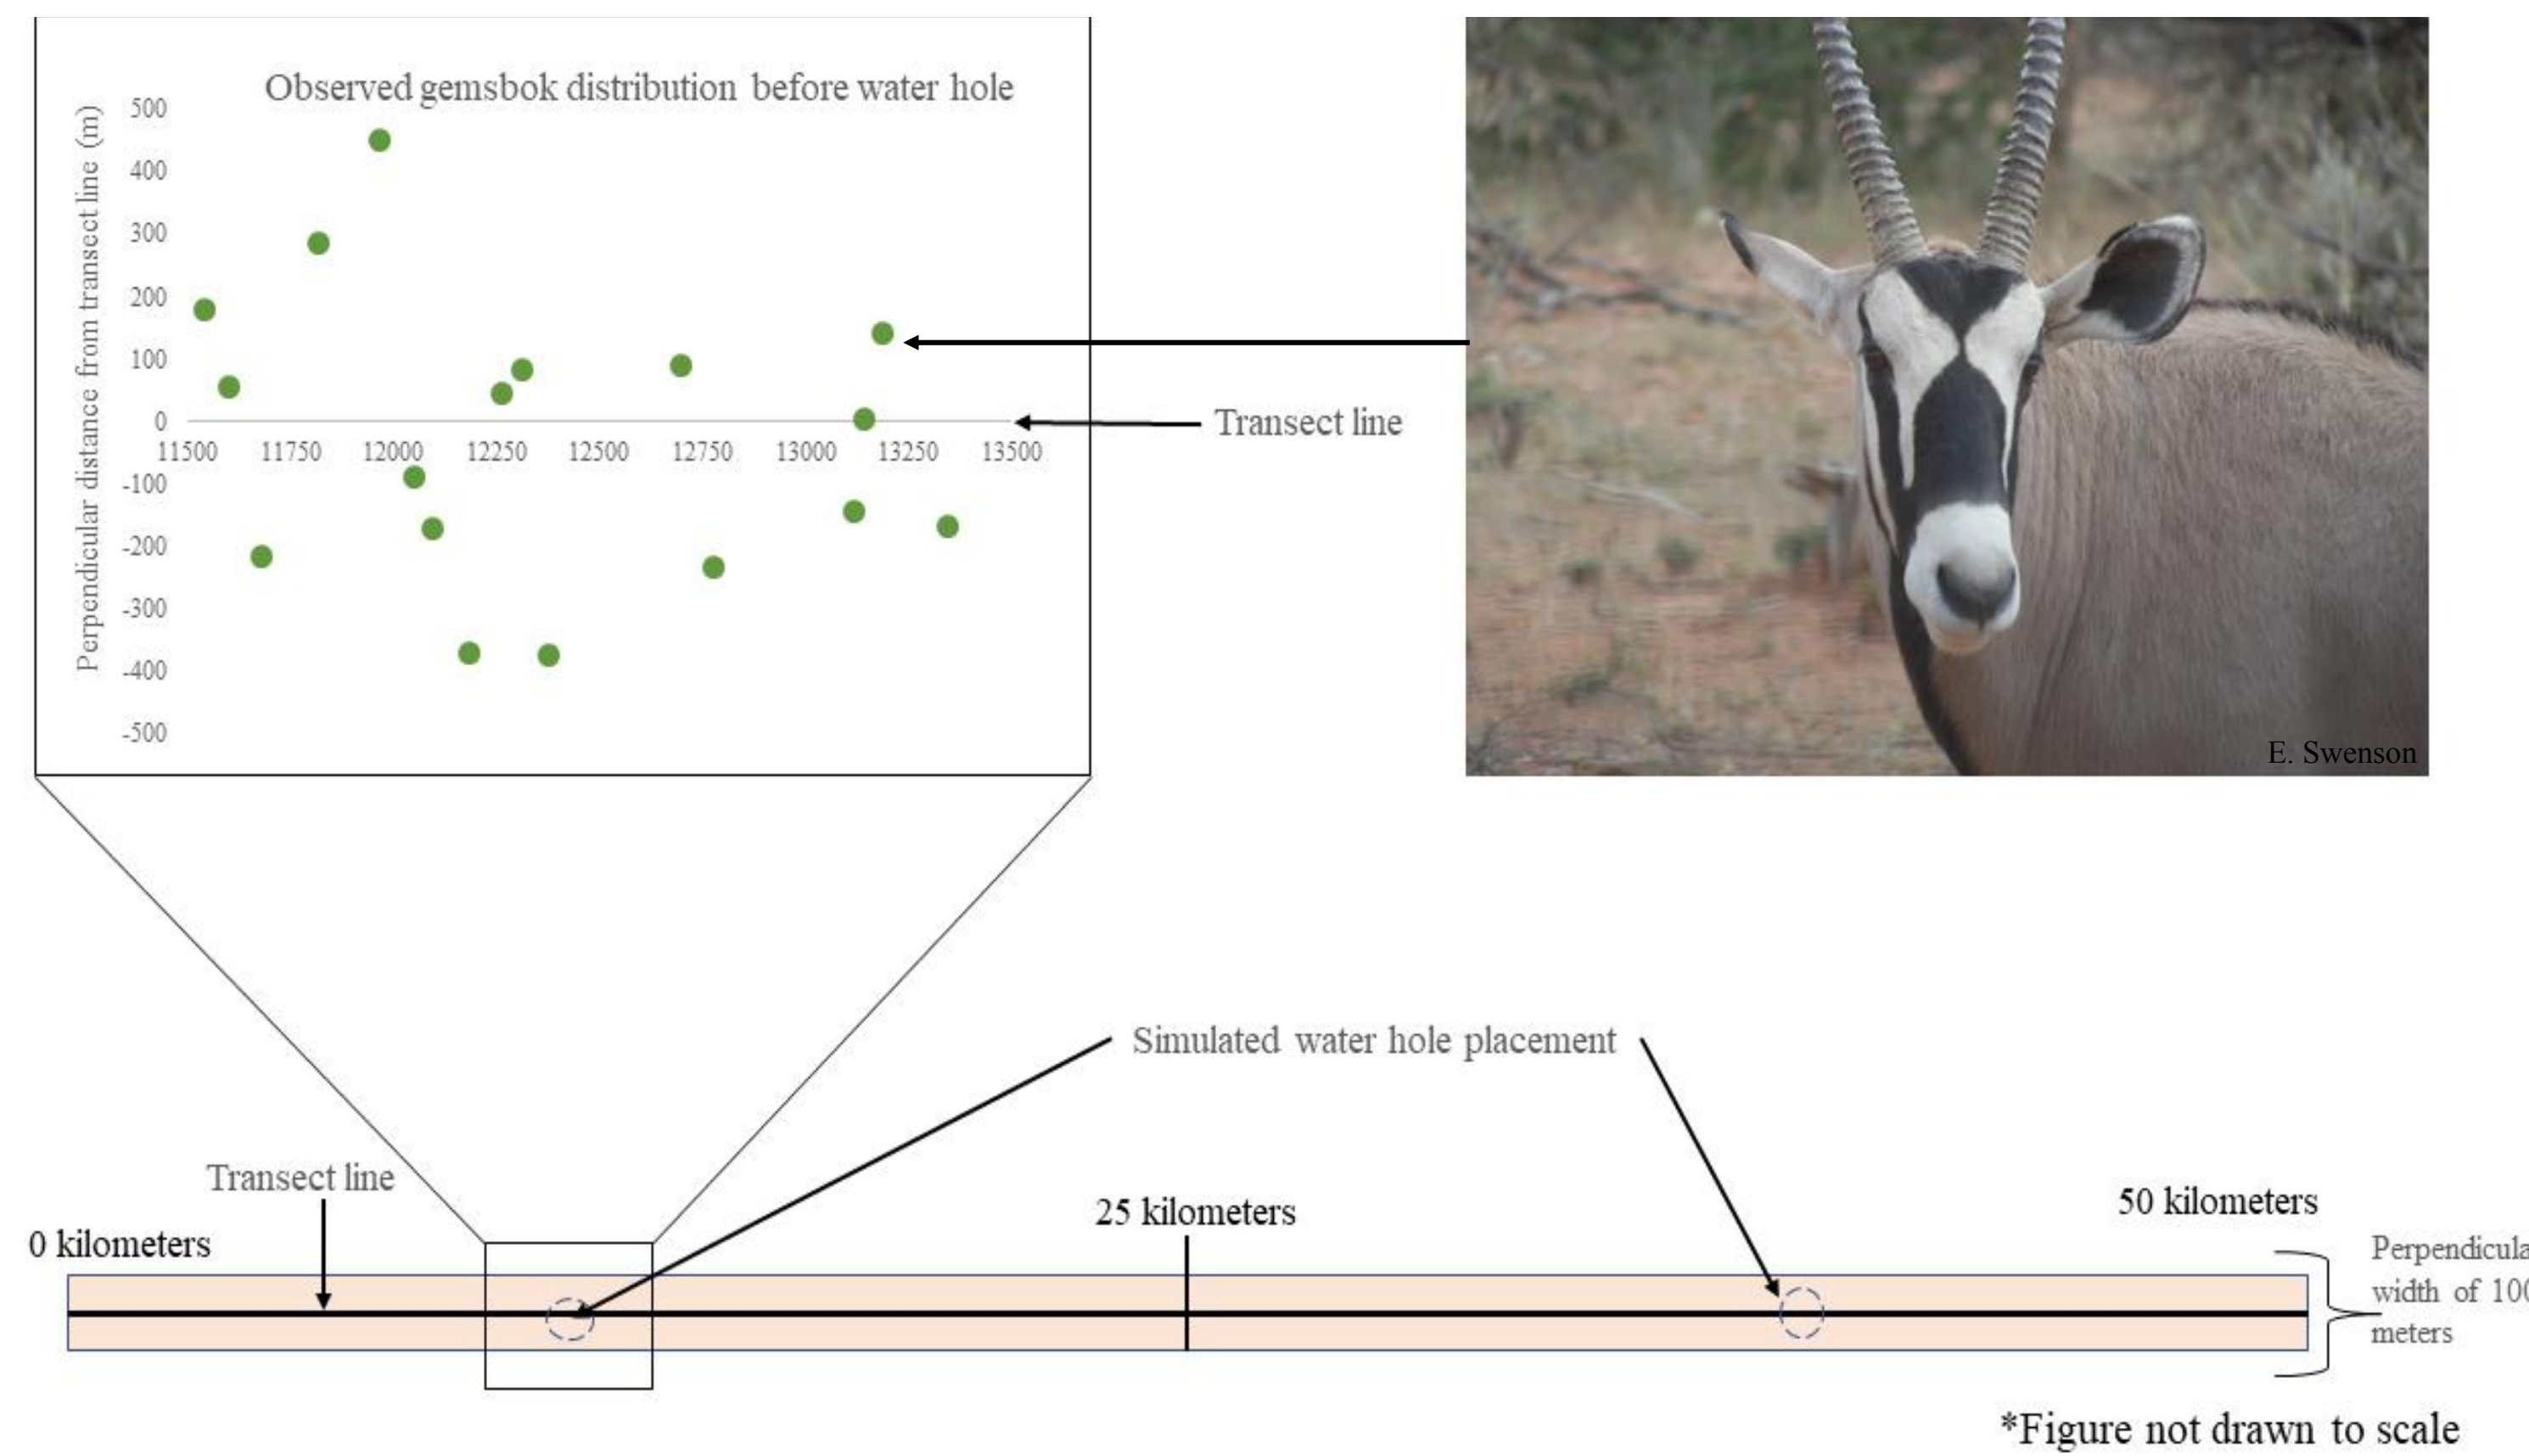 Observed gemsbok distribution before water hole
Perpendicular distance from transect line (m)
500
400
300
200
100
0
-100
-200
-300
-400
-500
11500 11750 12000 12250 12500 12750 13000 13250 13500
Transect line
E. Swenson
Simulated water hole placement
Transect line
0 kilometers
25 kilometers
50 kilometers
width of
meters
*Figure not drawn to scale